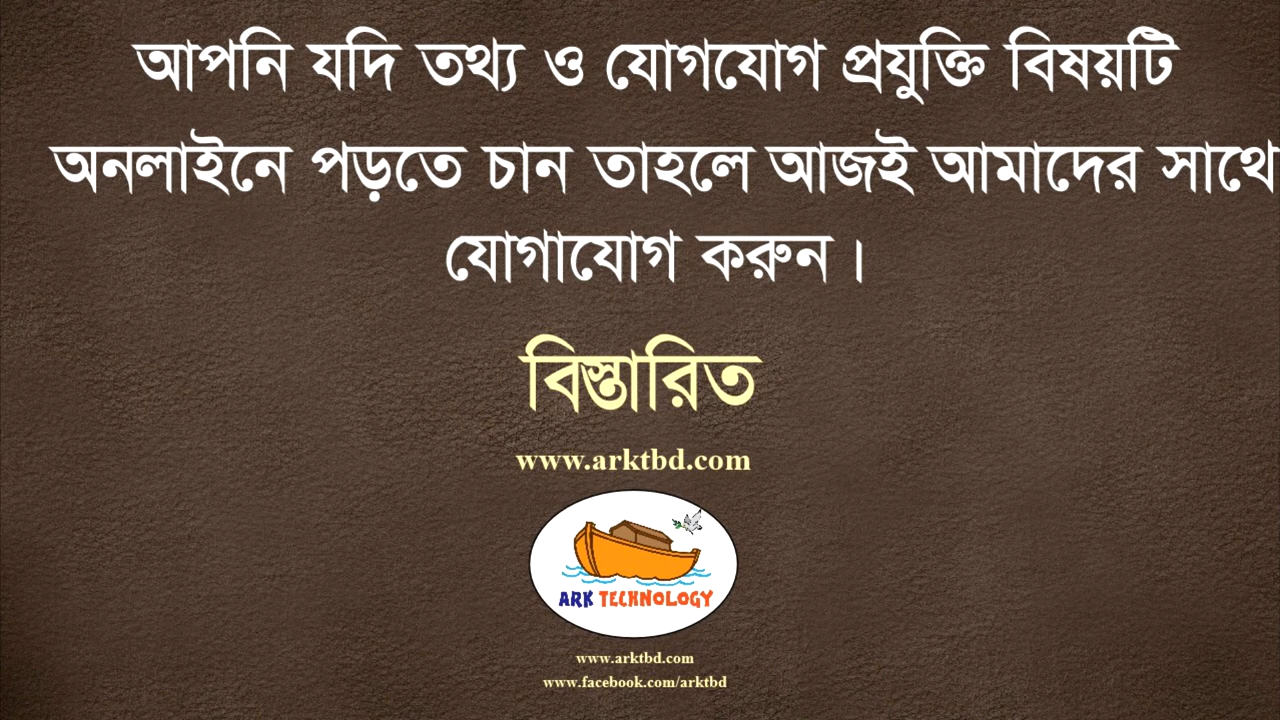 আপনি যদি তথ্য ও যোগযোগ প্রযুক্তি বিষয়টি
অনলাইনে পড়তে চান তাহলে আজই আমাদের সাথে
যোগাযোগ করুন।
বিস্তারিত
www.arktbd.com
ARK TECHNOLOGY
www.arktbd.com
www.facebook.com/arktbd